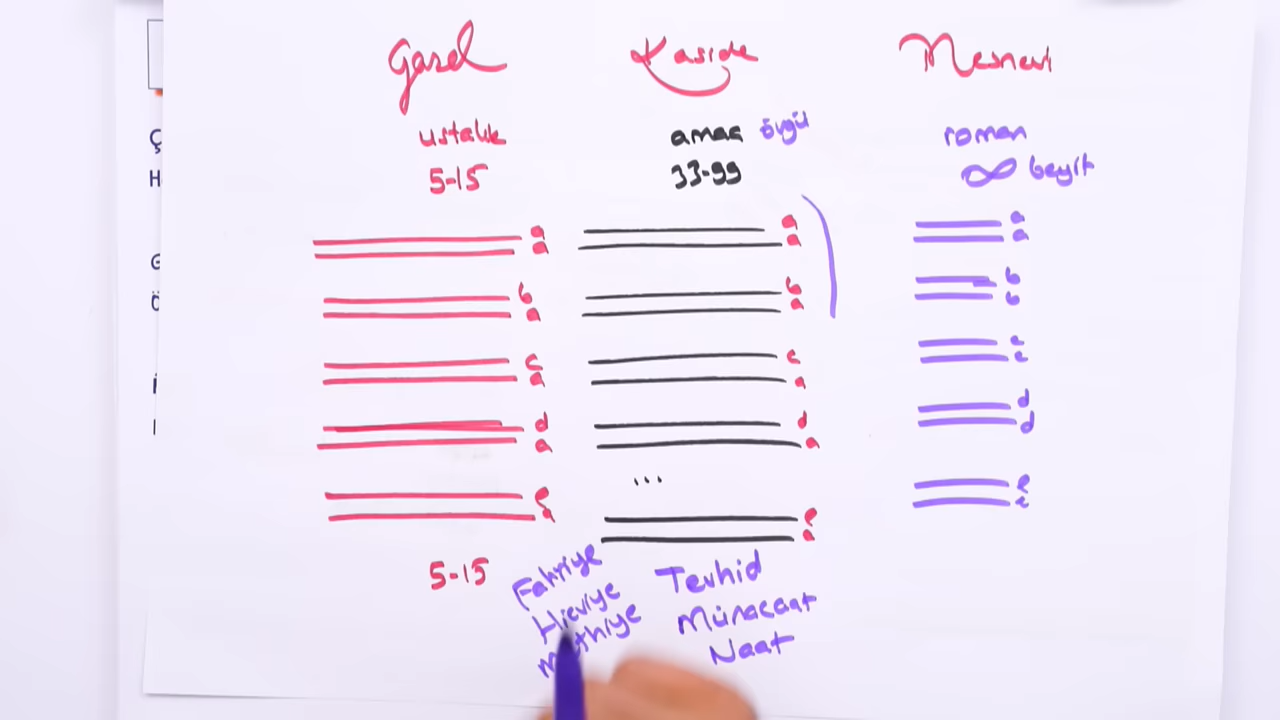 Gazel
ustalık
5-15
a
a
b
a
c
a
d
a
e
a
5-15
Kaside
amaç övgü
33-99
a
a
b
a
c
a
d
a
...
e
a
Fahriye
Hicviye
Methiye
Tevhid
Münacaat
Naat
Mesnevi
roman
∞ beyit
a
a
b
b
c
c
d
d
e
e
Ç
H
G
Ö
İ